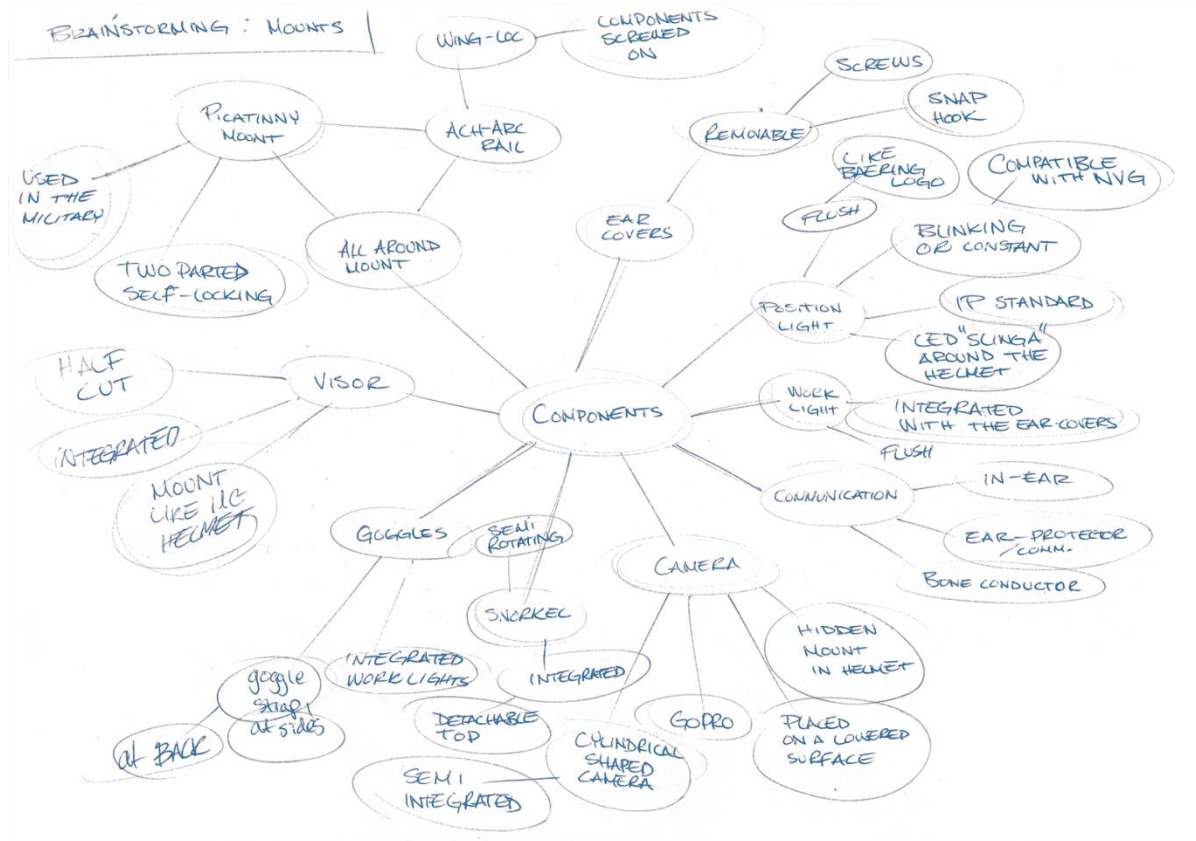 BRAINSTORMING : MOUNTS
WING-LOC
COMPONENTS
SCREWED
ON
SCREWS
SNAP
HOOK
REMOVABLE
PICATINNY
MOUNT
ACH-ARC
RAIL
LIKE
BAERING
LOGO
COMPATIBLE
WITH NVG
USED
IN THE
MILITARY
FLUSH
EAR
COVERS
BLINKING
OR CONSTANT
ALL AROUND
MOUNT
TWO PARTED
SELF-LOCKING
POSITION
LIGHT
IP STANDARD
LED "SLINGA"
AROUND THE
HELMET
HALF
CUT
VISOR
COMPONENTS
WORK
LIGHT
INTEGRATED
WITH THE EAR-COVERS
FLUSH
INTEGRATED
MOUNT
LIKE MC
HELMET
COMMUNICATION
IN-EAR
EAR-PROTECTOR
/COMM.
BONE CONDUCTOR
GOGGLES
SEMI
ROTATING
CAMERA
SNORKEL
HIDDEN
MOUNT
IN HELMET
INTEGRATED
WORK LIGHTS
INTEGRATED
goggle
strap,
at sides
at BACK
DETACHABLE
TOP
GOPRO
PLACED
ON A LOWERED
SURFACE
CYLINDRICAL
SHAPED
CAMERA
SEMI
INTEGRATED